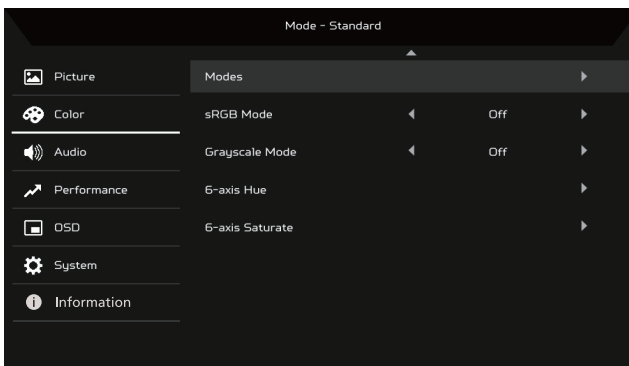 Mode - Standard
Picture
Modes
Color
sRGB Mode
Off
Audio
Grayscale Mode
Off
Performance
6-axis Hue
OSD
6-axis Saturate
System
Information